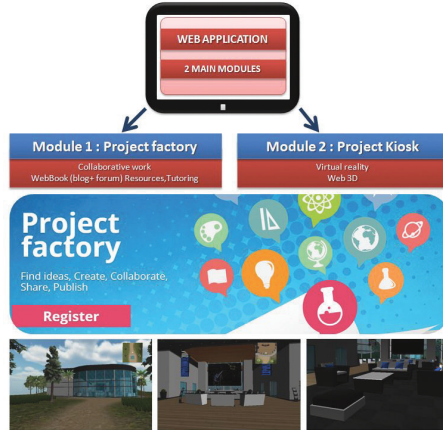 WEB APPLICATION
2 MAIN MODULES
Module 1 : Project factory
Collaborative work
WebBook (blog+ forum) Resources,Tutoring
Module 2 : Project Kiosk
Virtual reality
Web 3D
Project
factory
Find ideas, Create, Collaborate,
Share, Publish
Register